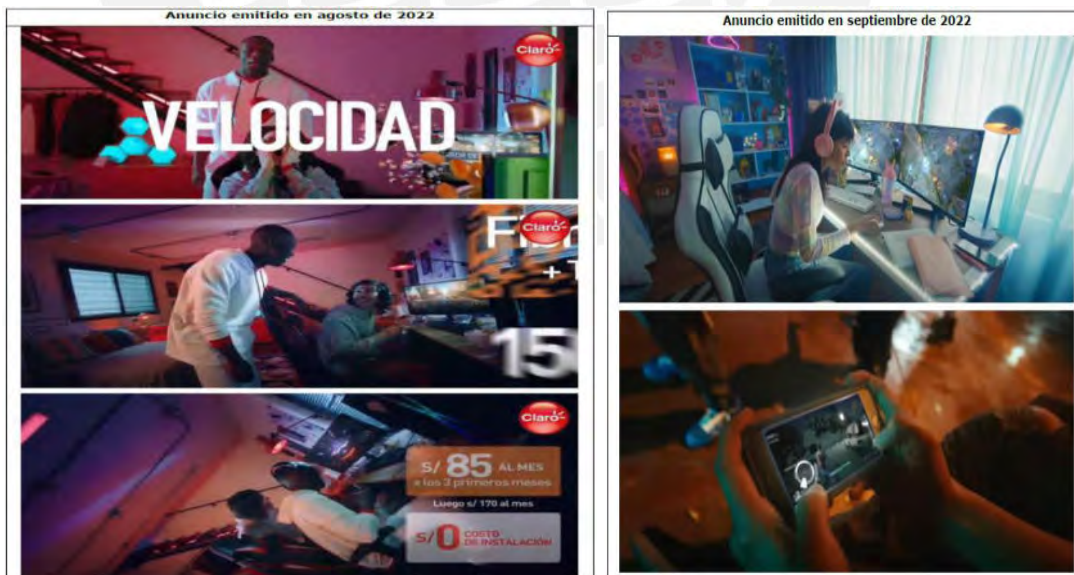 Anuncio emitido en agosto de 2022
Claro
VELOCIDAD
Claro
Fib
+ T
15
Claro
S/ 85 AL MES
x los 3 primeros meses
Luego s/ 170 al mes
S/ 0 COSTO
DE INSTALACIÓN
Anuncio emitido en septiembre de 2022